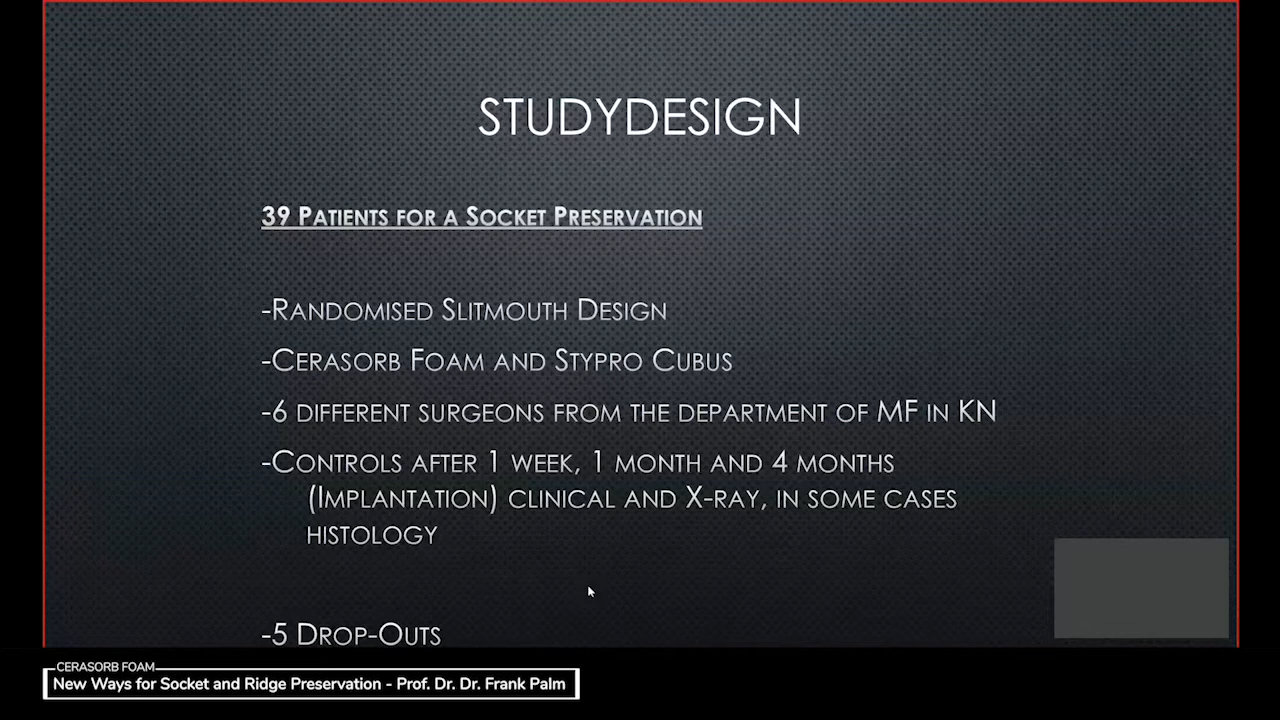 STUDYDESIGN
39 PATIENTS FOR A SOCKET PRESERVATION
-RANDOMISED SLITMOUTH DESIGN
-CERASORB FOAM AND STYPRO CUBUS
-6 DIFFERENT SURGEONS FROM THE DEPARTMENT OF MF IN KN
-CONTROLS AFTER 1 WEEK, 1 MONTH AND 4 MONTHS
(IMPLANTATION) CLINICAL AND X-RAY, IN SOME CASES
HISTOLOGY
-5 DROP-OUTS
CERASORB FOAM
New Ways for Socket and Ridge Preservation - Prof. Dr. Dr. Frank Palm